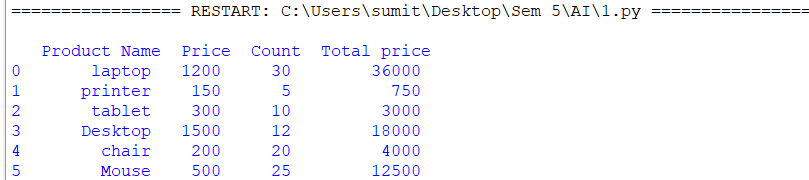 ================= RESTART: C:\Users\sumit\Desktop\Sem 5\AI\1.py ================
Product Name Price Count Total price
0 laptop 1200 30 36000
1 printer 150 5 750
2 tablet 300 10 3000
3 Desktop 1500 12 18000
4 chair 200 20 4000
5 Mouse 500 25 12500